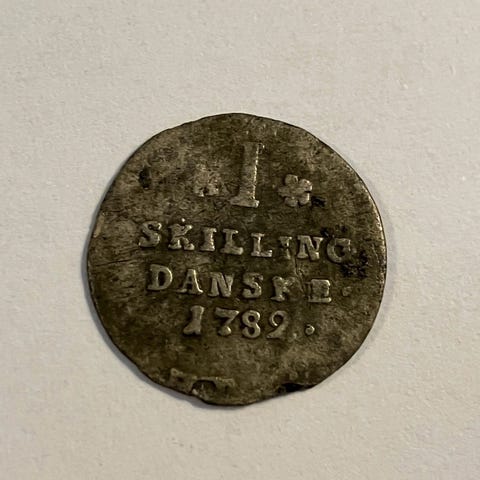 1
SKILLING
DANSKE.
1782.